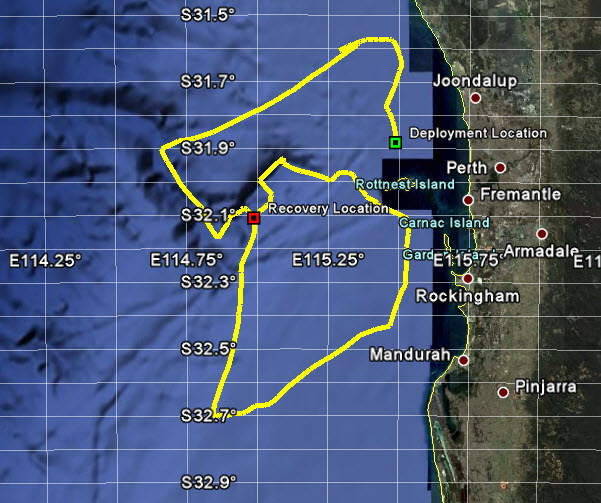 S31.5°
S31.7°
Joondalup
Deployment Location
S31.9°
Perth
Rottnest Island
Fremantle
S32.1°
Recovery Location
Carnac Island
Armadale
E114.25°
E114.75°
E115.25°
E115.75°
E11
S32.3°
Rockingham
S32.5°
Mandurah
Pinjarra
S32.7°
S32.9°